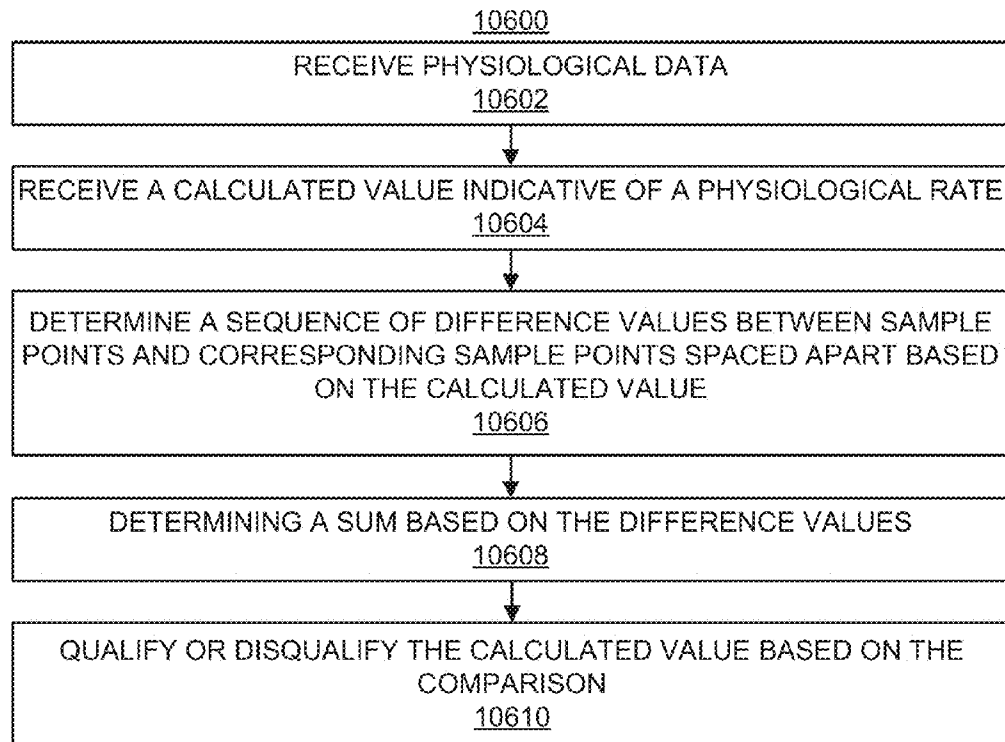 10600
RECEIVE PHYSIOLOGICAL DATA
10602
RECEIVE A CALCULATED VALUE INDICATIVE OF A PHYSIOLOGICAL RATE
10604
DETERMINE A SEQUENCE OF DIFFERENCE VALUES BETWEEN SAMPLE
POINTS AND CORRESPONDING SAMPLE POINTS SPACED APART BASED
ON THE CALCULATED VALUE
10606
DETERMINING A SUM BASED ON THE DIFFERENCE VALUES
10608
QUALIFY OR DISQUALIFY THE CALCULATED VALUE BASED ON THE
COMPARISON
10610